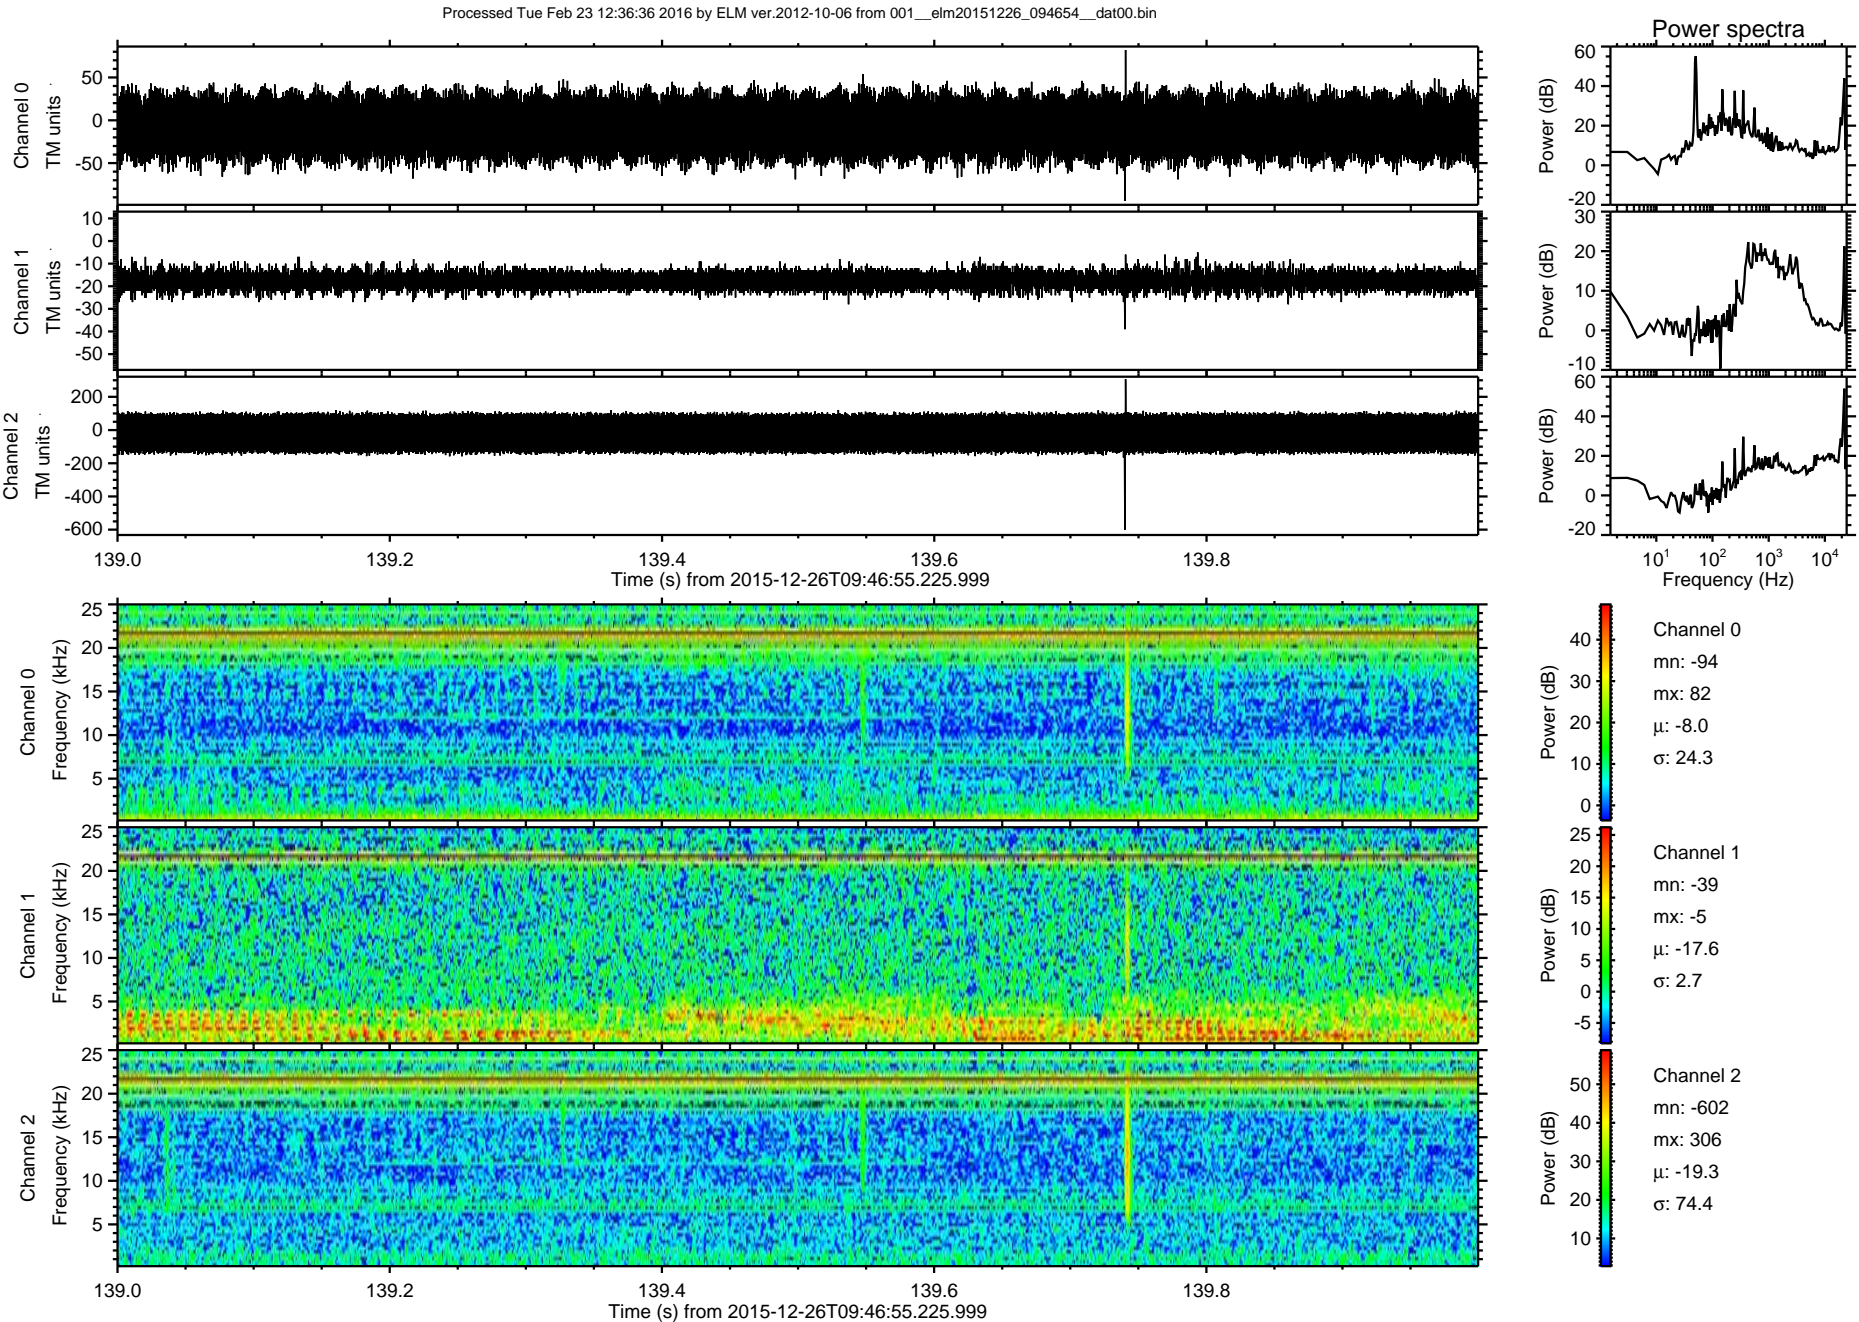 Processed Tue Feb 23 12:36:36 2016 by ELM ver.2012-10-06 from 001__elm20151226_094654__dat00.bin
Power spectra
Channel 0
TM units
50
0
-50
Power (dB)
60
40
20
0
-20
Channel 1
TM units
10
0
-10
-20
-30
-40
-50
Power (dB)
30
20
10
0
-10
Channel 2
TM units
200
0
-200
-400
-600
Power (dB)
60
40
20
0
-20
139.0 139.2 139.4 139.6 139.8
Time (s) from 2015-12-26T09:46:55.225.999
10¹ 10² 10³ 10⁴
Frequency (Hz)
Channel 0
Frequency (kHz)
25
20
15
10
5
Power (dB)
40
30
20
10
0
Channel 0
mn: -94
mx: 82
μ: -8.0
σ: 24.3
Channel 1
Frequency (kHz)
25
20
15
10
5
Power (dB)
25
20
15
10
5
0
-5
Channel 1
mn: -39
mx: -5
μ: -17.6
σ: 2.7
Channel 2
Frequency (kHz)
25
20
15
10
5
Power (dB)
50
40
30
20
10
Channel 2
mn: -602
mx: 306
μ: -19.3
σ: 74.4
139.0 139.2 139.4 139.6 139.8
Time (s) from 2015-12-26T09:46:55.225.999